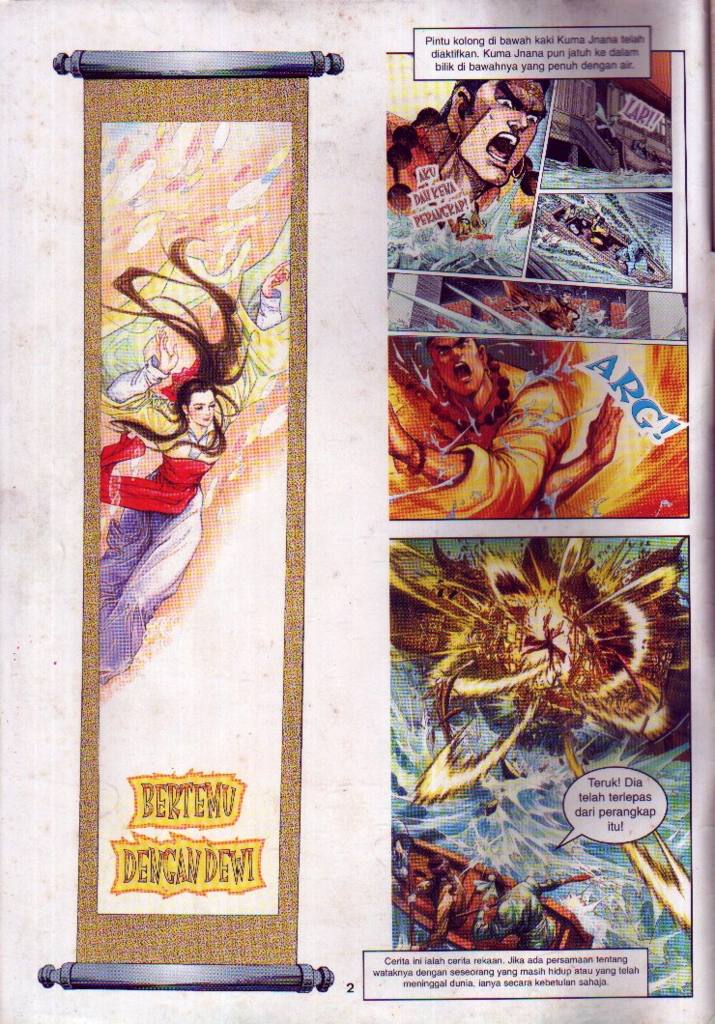 Pintu kolong di bawah kaki Kuma Jnana telah
diaktifkan. Kuma Jnana pun jatuh ke dalam
bilik di bawahnya yang penuh dengan air.
AKU
DAH KENA
PERANGKAP!
ARG!
Teruk! Dia
telah terlepas
dari perangkap
itu!
BERTEMU
DENGAN DEWI
Cerita ini ialah cerita rekaan. Jika ada persamaan tentang
wataknya dengan seseorang yang masih hidup atau yang telah
meninggal dunia, ianya secara kebetulan sahaja.
2